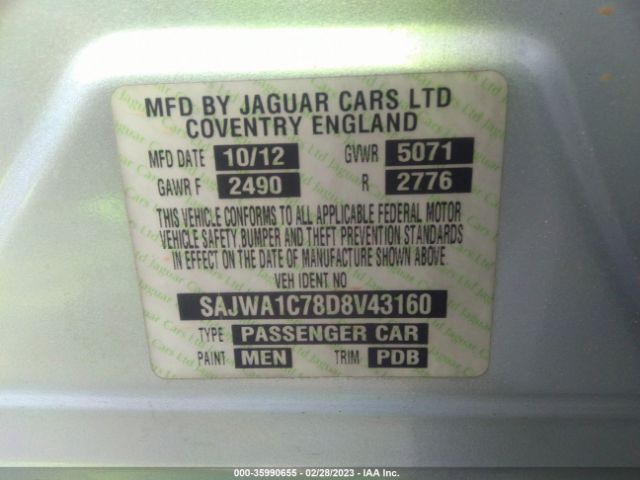 MFD BY JAGUAR CARS LTD
COVENTRY ENGLAND
MFD DATE 10/12 GVWR 5071
GAWR F 2490 R 2776
THIS VEHICLE CONFORMS TO ALL APPLICABLE FEDERAL MOTOR
VEHICLE SAFETY, BUMPER AND THEFT PREVENTION STANDARDS
IN EFFECT ON THE DATE OF MANUFACTURE SHOWN ABOVE
VEH IDENT NO
SAJWA1C78D8V43160
TYPE PASSENGER CAR
PAINT MEN TRIM PDB
000-35990655 - 02/28/2023 - IAA Inc.